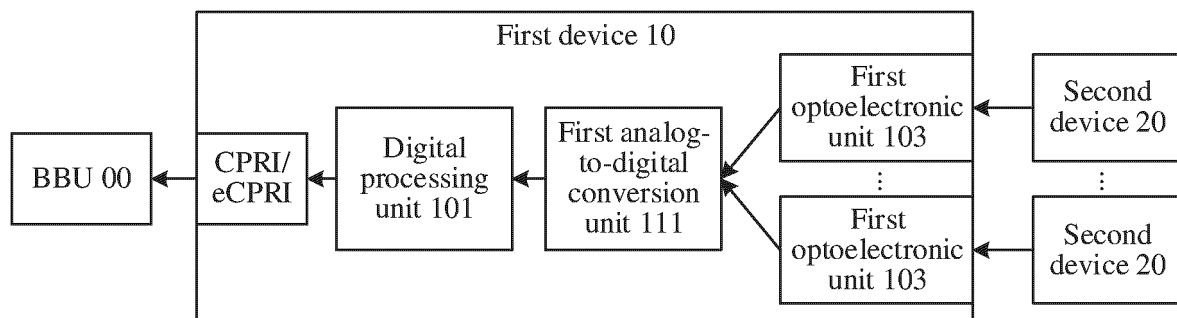 First device 10
BBU 00
CPRI/
eCPRI
Digital
processing
unit 101
First analog-
to-digital
conversion
unit 111
First
optoelectronic
unit 103
⋮
First
optoelectronic
unit 103
Second
device 20
⋮
Second
device 20